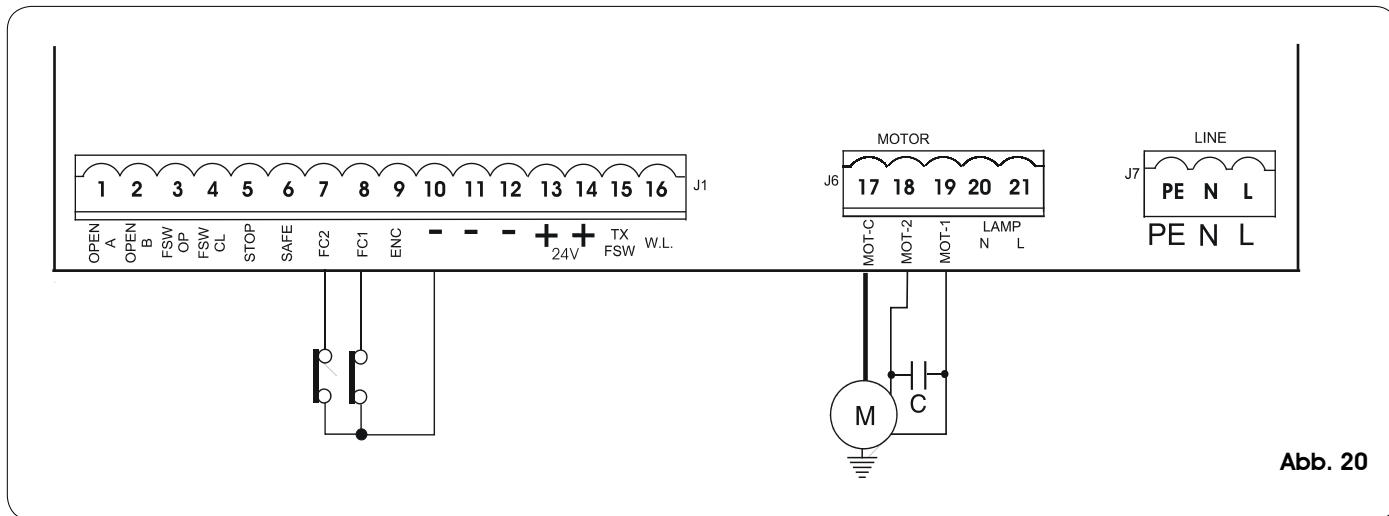 MOTOR
LINE
1 2 3 4 5 6 7 8 9 10 11 12 13 14 15 16
J1
J6
17 18 19 20 21
J7
PE N L
OPEN A
OPEN B
FSW OP
FSW CL
STOP
SAFE
FC2
FC1
ENC
- - - + +
24V
TX FSW
W.L.
MOT-C
MOT-2
MOT-1
LAMP
N L
PE N L
C
M
Abb. 20